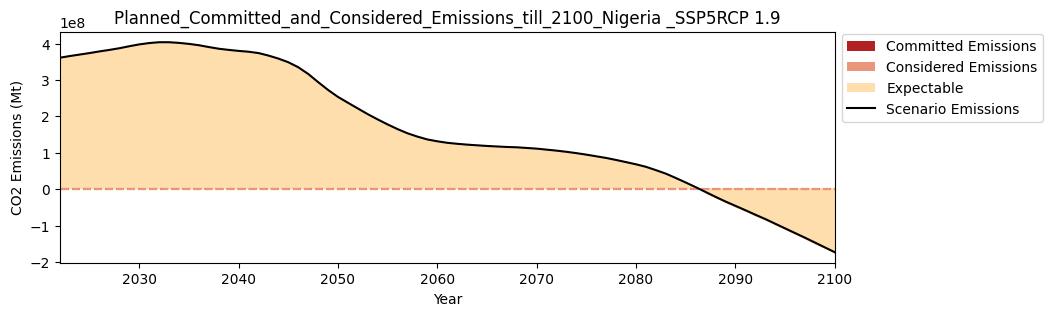 Planned_Committed_and_Considered_Emissions_till_2100_Nigeria _SSP5RCP 1.9
1e8
4
3
2
1
0
−1
−2
CO2 Emissions (Mt)
2030
2040
2050
2060
2070
2080
2090
2100
Year
Committed Emissions
Considered Emissions
Expectable
Scenario Emissions